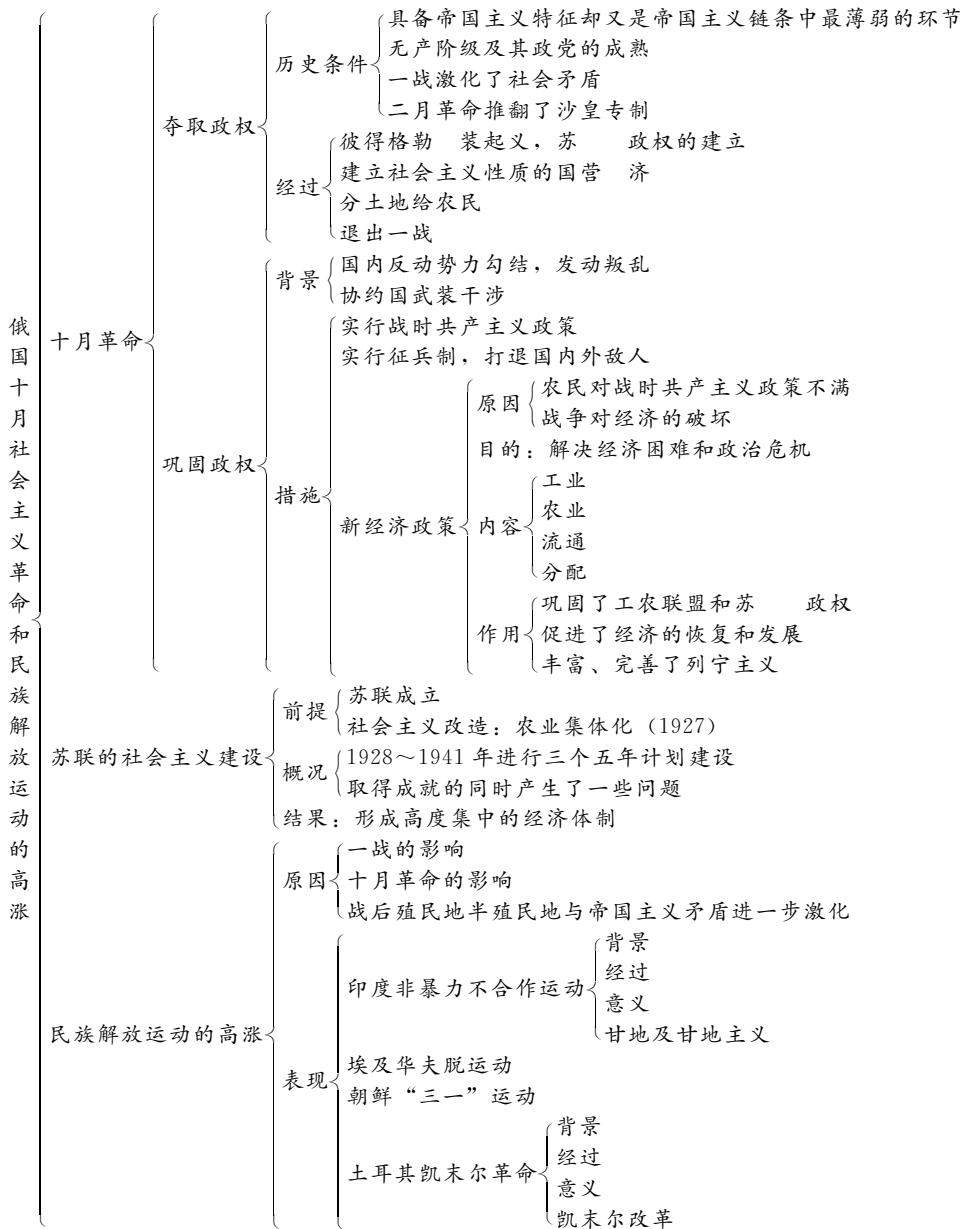 俄国十月社会主义革命和民族解放运动的高涨
十月革命
夺取政权
历史条件
具备帝国主义特征却又是帝国主义链条中最薄弱的环节
无产阶级及其政党的成熟
一战激化了社会矛盾
二月革命推翻了沙皇专制
经过
彼得格勒 装起义，苏 政权的建立
建立社会主义性质的国营 济
分土地给农民
退出一战
巩固政权
背景
国内反动势力勾结，发动叛乱
协约国武装干涉
措施
实行战时共产主义政策
实行征兵制，打退国内外敌人
新经济政策
原因
农民对战时共产主义政策不满
战争对经济的破坏
目的：解决经济困难和政治危机
内容
工业
农业
流通
分配
作用
巩固了工农联盟和苏 政权
促进了经济的恢复和发展
丰富、完善了列宁主义
苏联的社会主义建设
前提
苏联成立
社会主义改造：农业集体化（1927）
概况
1928～1941年进行三个五年计划建设
取得成就的同时产生了一些问题
结果：形成高度集中的经济体制
民族解放运动的高涨
原因
一战的影响
十月革命的影响
战后殖民地半殖民地与帝国主义矛盾进一步激化
表现
印度非暴力不合作运动
背景
经过
意义
甘地及甘地主义
埃及华夫脱运动
朝鲜“三一”运动
土耳其凯末尔革命
背景
经过
意义
凯末尔改革